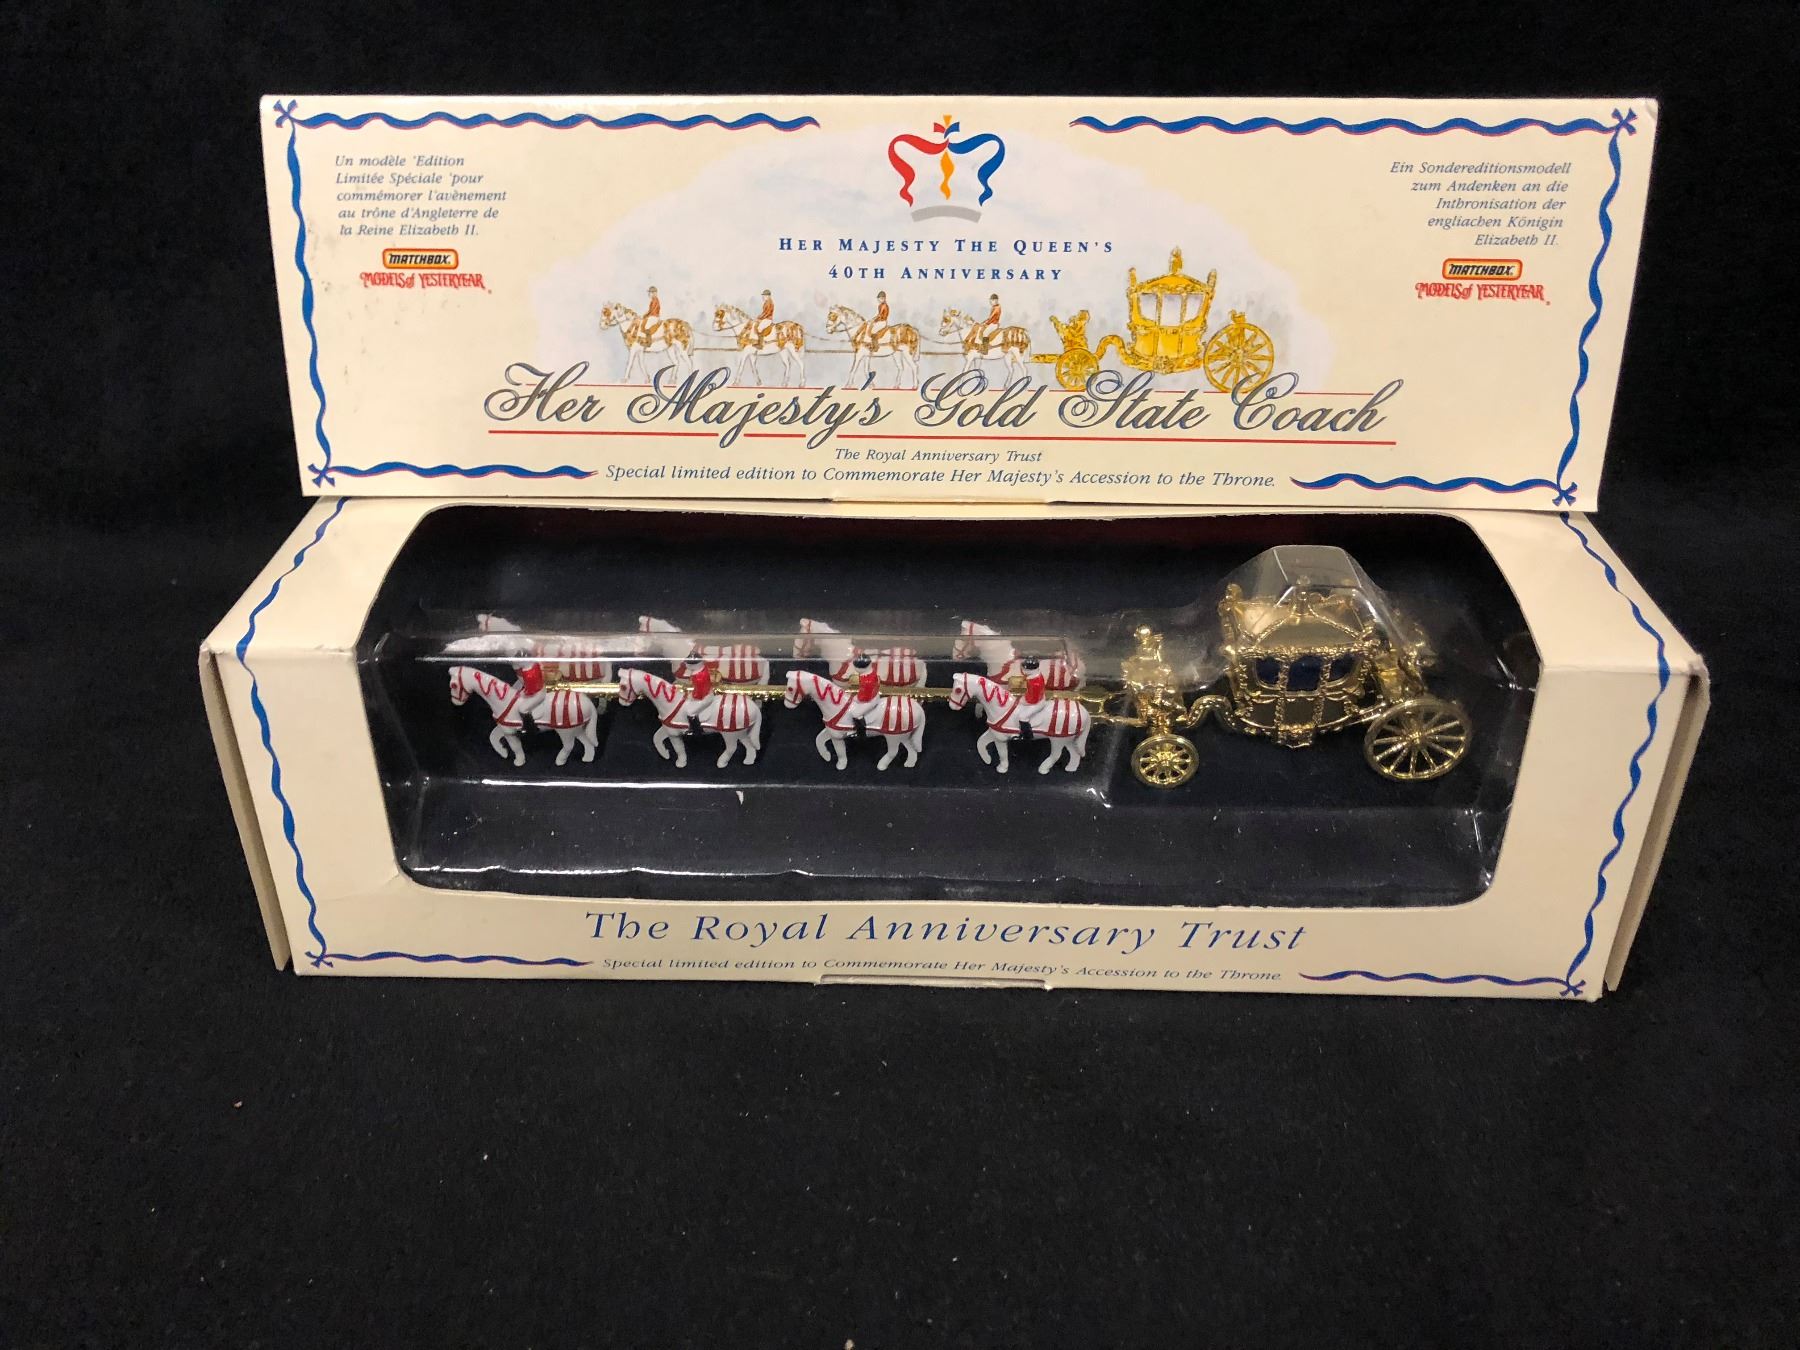 Un modèle 'Edition
Limitée Spéciale 'pour
commémorer l'avènement
au trône d'Angleterre de
la Reine Elizabeth II.
MATCHBOX
MODELS of YESTERYEAR
HER MAJESTY THE QUEEN'S
40TH ANNIVERSARY
Ein Sondereditionsmodell
zum Andenken an die
Inthronisation der
engliachen Königin
Elizabeth II.
MATCHBOX
MODELS of YESTERYEAR
Her Majesty's Gold State Coach
The Royal Anniversary Trust
Special limited edition to Commemorate Her Majesty's Accession to the Throne.
The Royal Anniversary Trust
Special limited edition to Commemorate Her Majesty's Accession to the Throne.